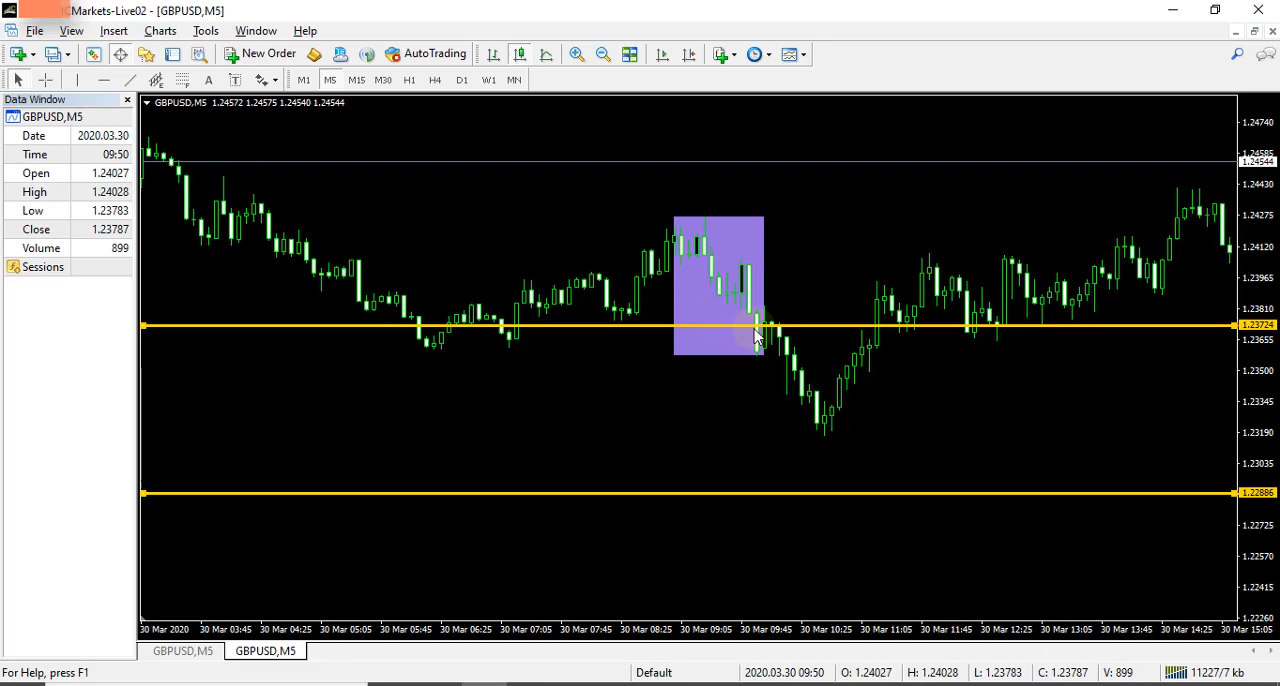 CMarkets-Live02 - [GBPUSD,M5]
File View Insert Charts Tools Window Help
New Order AutoTrading
A T M1 M5 M15 M30 H1 H4 D1 W1 MN
Data Window
GBPUSD,M5
Date 2020.03.30
Time 09:50
Open 1.24027
High 1.24028
Low 1.23783
Close 1.23787
Volume 899
Sessions
GBPUSD,M5 1.24572 1.24575 1.24540 1.24544
1.24740
1.24585
1.24544
1.24430
1.24275
1.24120
1.23965
1.23810
1.23724
1.23655
1.23500
1.23345
1.23190
1.23035
1.22886
1.22725
1.22570
1.22415
1.22260
30 Mar 2020 30 Mar 03:45 30 Mar 04:25 30 Mar 05:05 30 Mar 05:45 30 Mar 06:25 30 Mar 07:05 30 Mar 07:45 30 Mar 08:25 30 Mar 09:05 30 Mar 09:45 30 Mar 10:25 30 Mar 11:05 30 Mar 11:45 30 Mar 12:25 30 Mar 13:05 30 Mar 13:45 30 Mar 14:25 30 Mar 15:05
GBPUSD,M5 GBPUSD,M5
For Help, press F1 Default 2020.03.30 09:50 O: 1.24027 H: 1.24028 L: 1.23783 C: 1.23787 V: 899 11227/7 kb